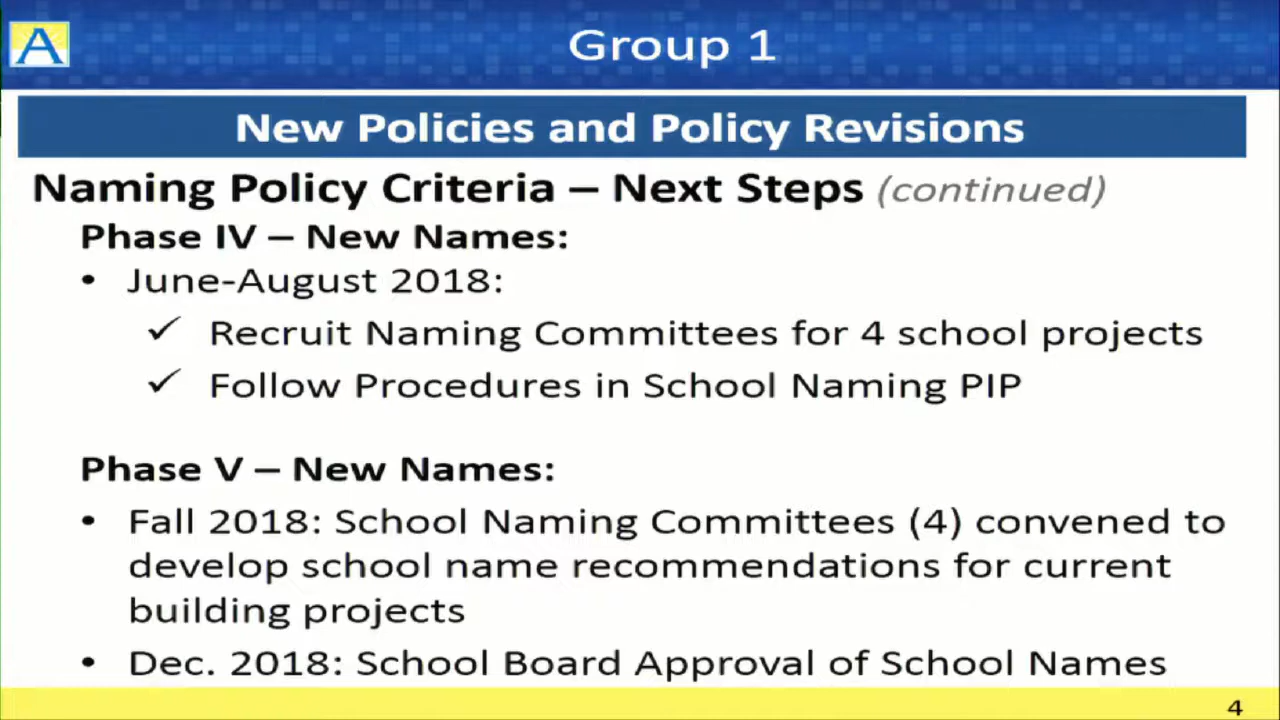 A
Group 1
New Policies and Policy Revisions
Naming Policy Criteria – Next Steps (continued)
Phase IV – New Names:
• June-August 2018:
✓ Recruit Naming Committees for 4 school projects
✓ Follow Procedures in School Naming PIP
Phase V – New Names:
• Fall 2018: School Naming Committees (4) convened to
develop school name recommendations for current
building projects
• Dec. 2018: School Board Approval of School Names
4